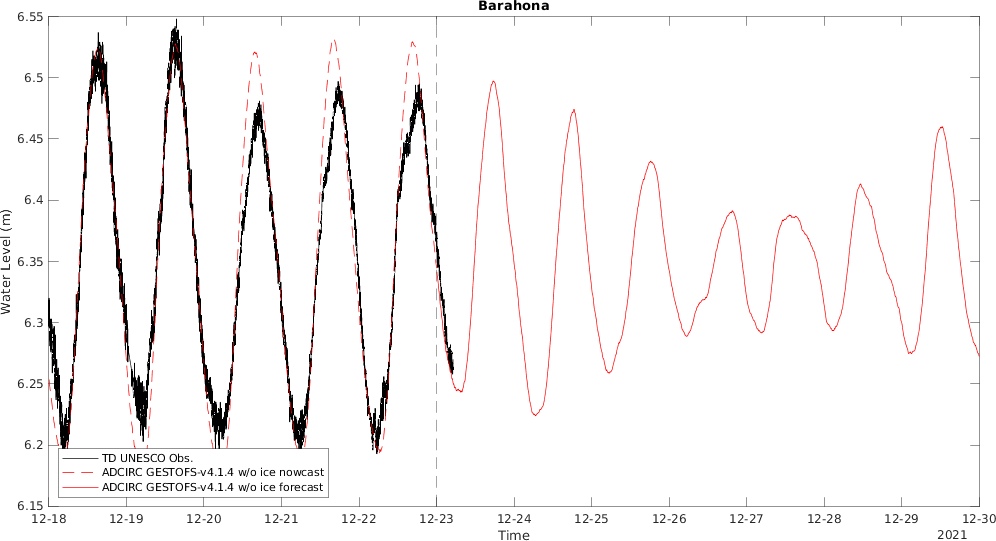 Barahona
6.55
6.5
6.45
6.4
6.35
6.3
6.25
6.2
6.15
Water Level (m)
TD UNESCO Obs.
ADCIRC GESTOFS-v4.1.4 w/o ice nowcast
ADCIRC GESTOFS-v4.1.4 w/o ice forecast
12-18 12-19 12-20 12-21 12-22 12-23 12-24 12-25 12-26 12-27 12-28 12-29 12-30
Time
2021